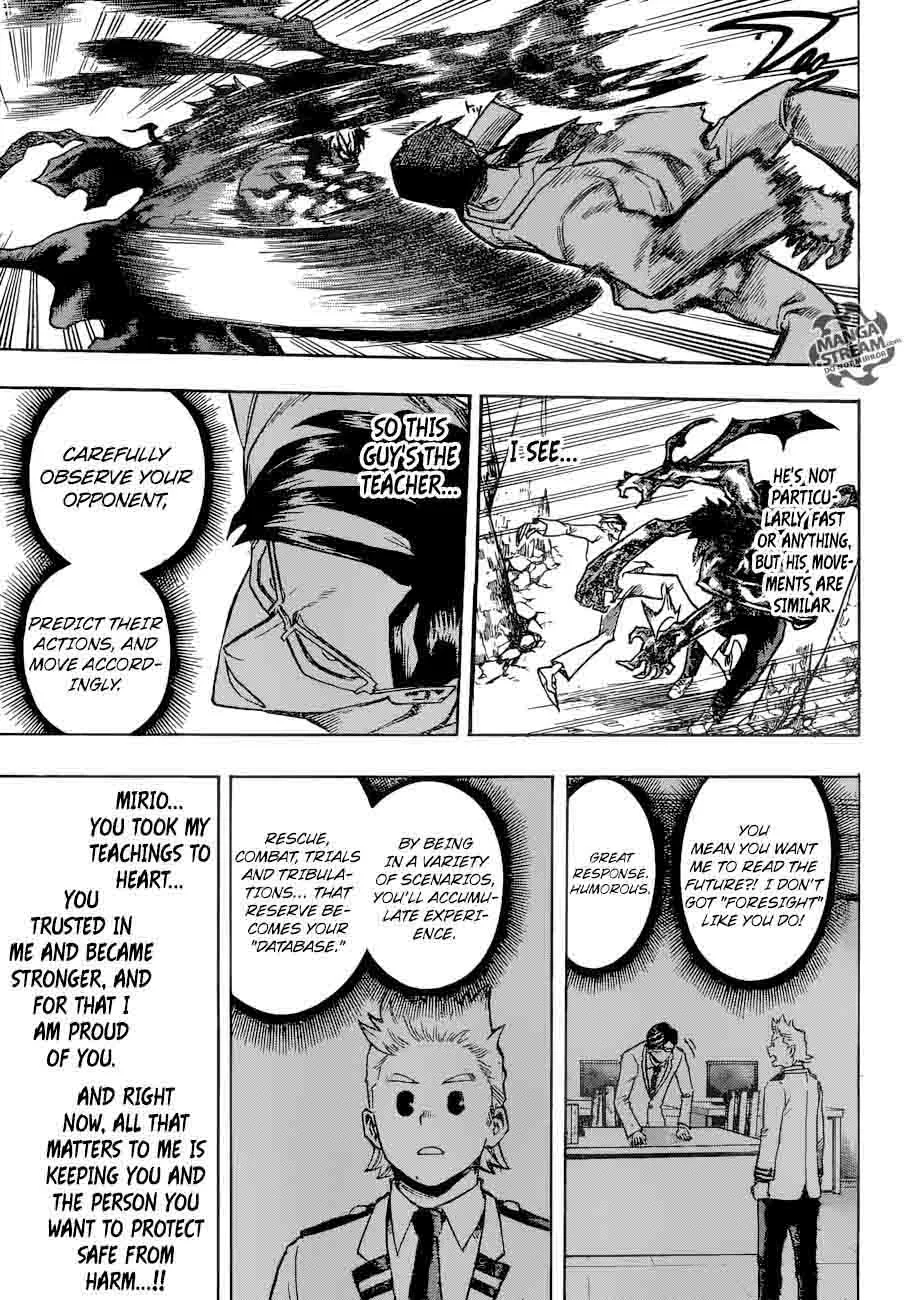 MANGA
STREAM.com
DO NOT MIRROR
I SEE...
HE'S NOT
PARTICU-
LARLY FAST
OR ANYTHING,
BUT HIS MOVE-
MENTS ARE
SIMILAR.
SO THIS
GUY'S THE
TEACHER...
CAREFULLY
OBSERVE YOUR
OPPONENT,
PREDICT THEIR
ACTIONS, AND
MOVE ACCORD-
INGLY.
YOU
MEAN YOU WANT
ME TO READ THE
FUTURE?! I DON'T
GOT "FORESIGHT"
LIKE YOU DO!
GREAT
RESPONSE.
HUMOROUS.
BY BEING
IN A VARIETY
OF SCENARIOS,
YOU'LL ACCUMU-
LATE EXPERI-
ENCE.
RESCUE,
COMBAT, TRIALS
AND TRIBULA-
TIONS... THAT
RESERVE BE-
COMES YOUR
"DATABASE."
MIRIO...
YOU TOOK MY
TEACHINGS TO
HEART...
YOU
TRUSTED IN
ME AND BECAME
STRONGER, AND
FOR THAT I
AM PROUD
OF YOU.
AND RIGHT
NOW, ALL THAT
MATTERS TO ME IS
KEEPING YOU AND
THE PERSON YOU
WANT TO PROTECT
SAFE FROM
HARM...!!